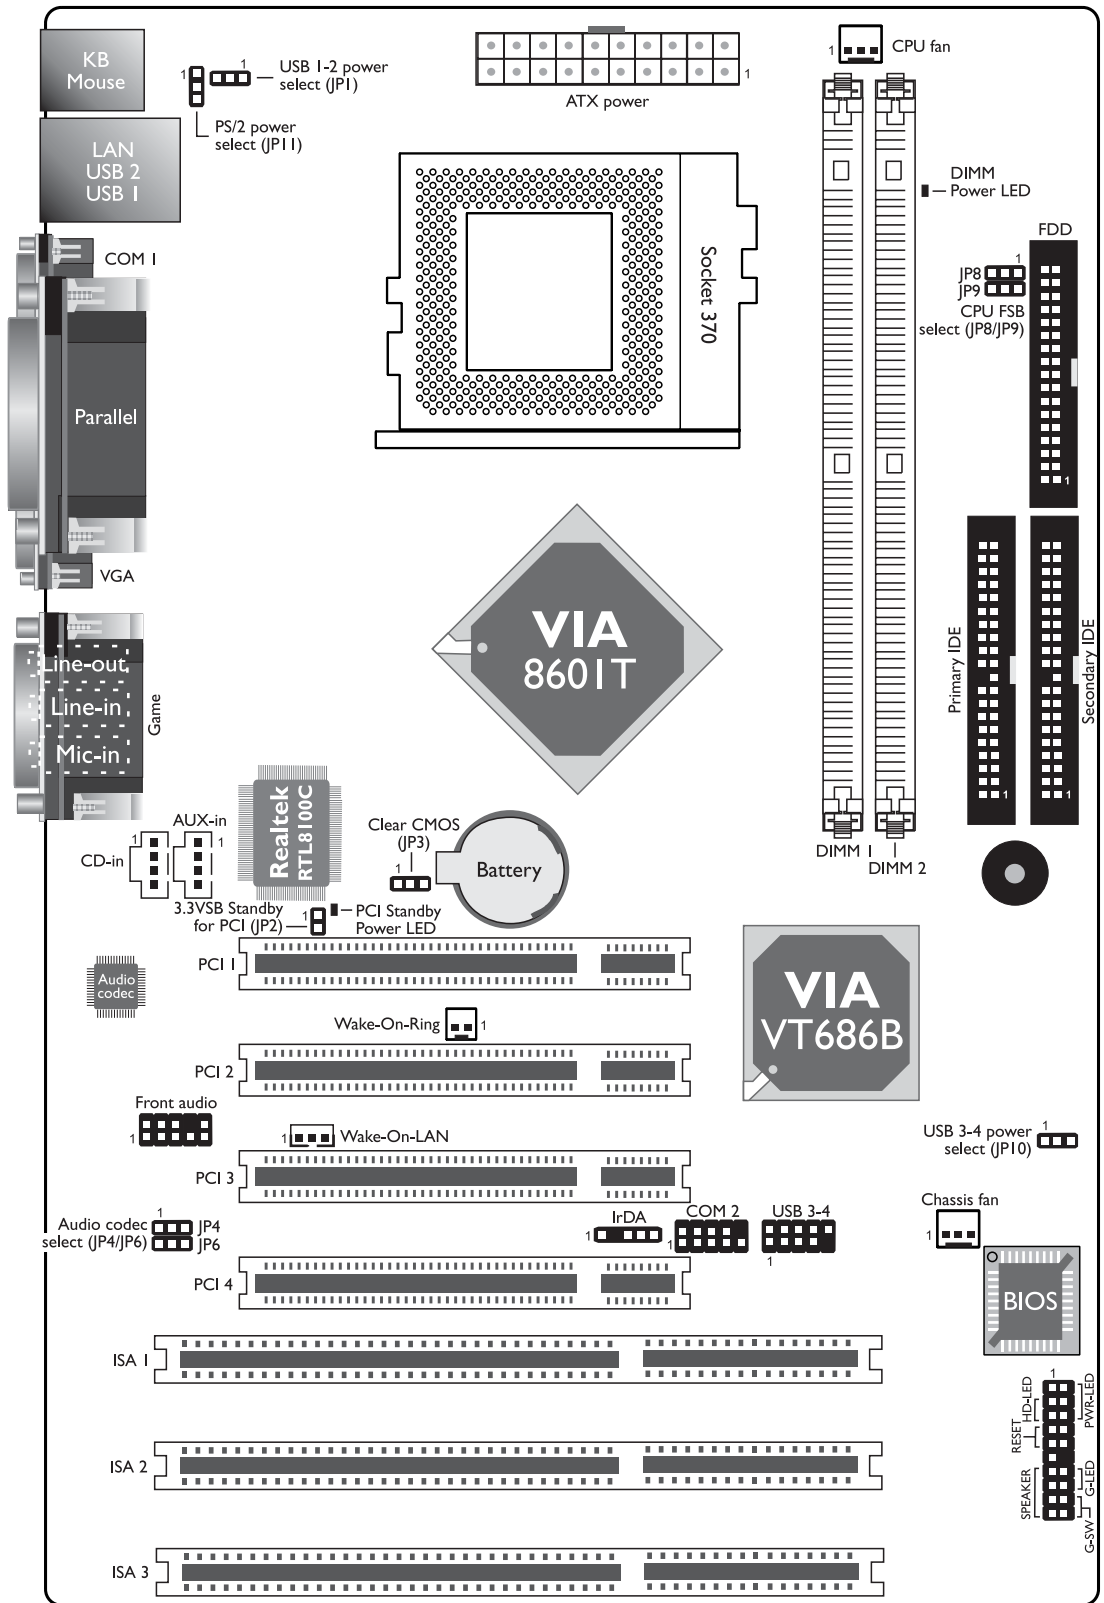 KB
Mouse
1
1
USB 1-2 power
select (JP1)
PS/2 power
select (JP11)
1
ATX power
1
CPU fan
LAN
USB 2
USB 1
DIMM
Power LED
COM 1
Socket 370
FDD
1
JP8
JP9
CPU FSB
select (JP8/JP9)
1
Parallel
VGA
VIA
8601T
Primary IDE
1
Secondary IDE
1
Line-out
Line-in
Mic-in
Game
AUX-in
1
1
CD-in
Realtek
RTL8100C
Clear CMOS
(JP3)
1
Battery
DIMM 1
DIMM 2
3.3VSB Standby
for PCI (JP2)
1
PCI Standby
Power LED
PCI 1
Audio
codec
VIA
VT686B
Wake-On-Ring
1
PCI 2
Front audio
1
1
Wake-On-LAN
PCI 3
USB 3-4 power
select (JP10)
1
Audio codec
select (JP4/JP6)
1
JP4
JP6
IrDA
1
COM 2
1
USB 3-4
1
Chassis fan
1
PCI 4
BIOS
ISA 1
1
HD-LED
PWR-LED
RESET
SPEAKER
G-LED
G-SW
ISA 2
ISA 3